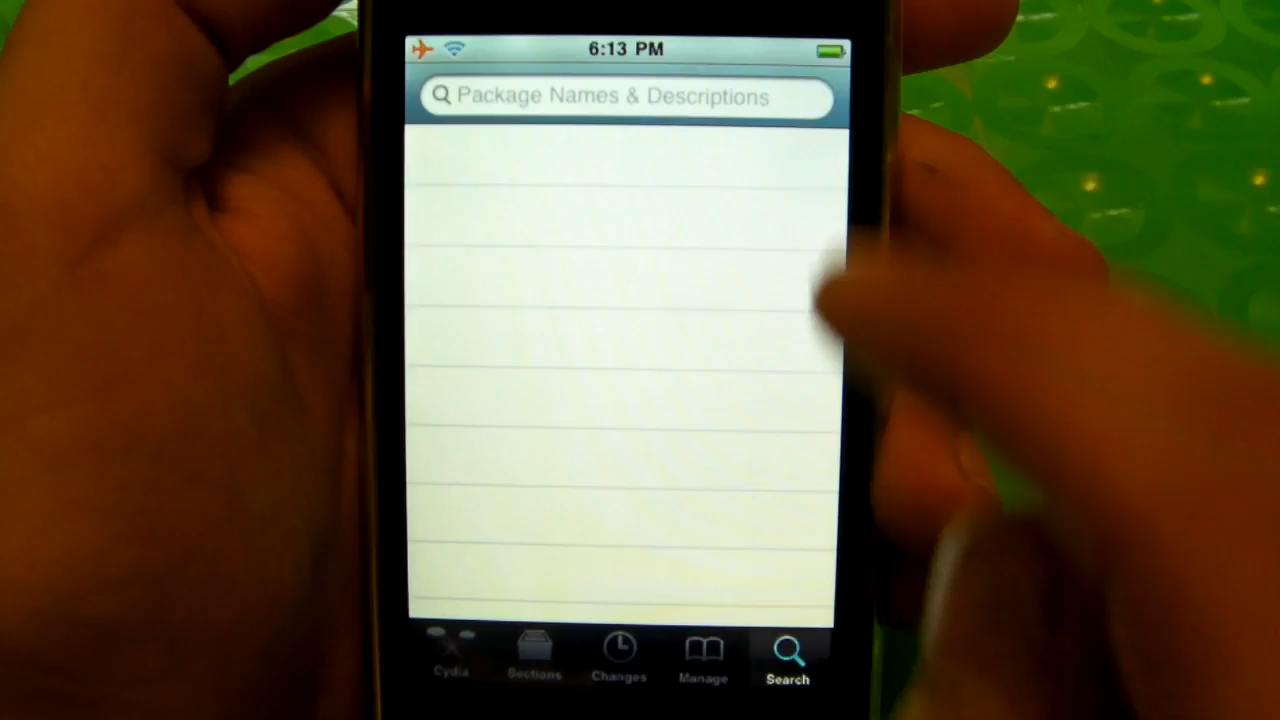 6:13 PM
Package Names & Descriptions
Cydia Sections Changes Manage Search